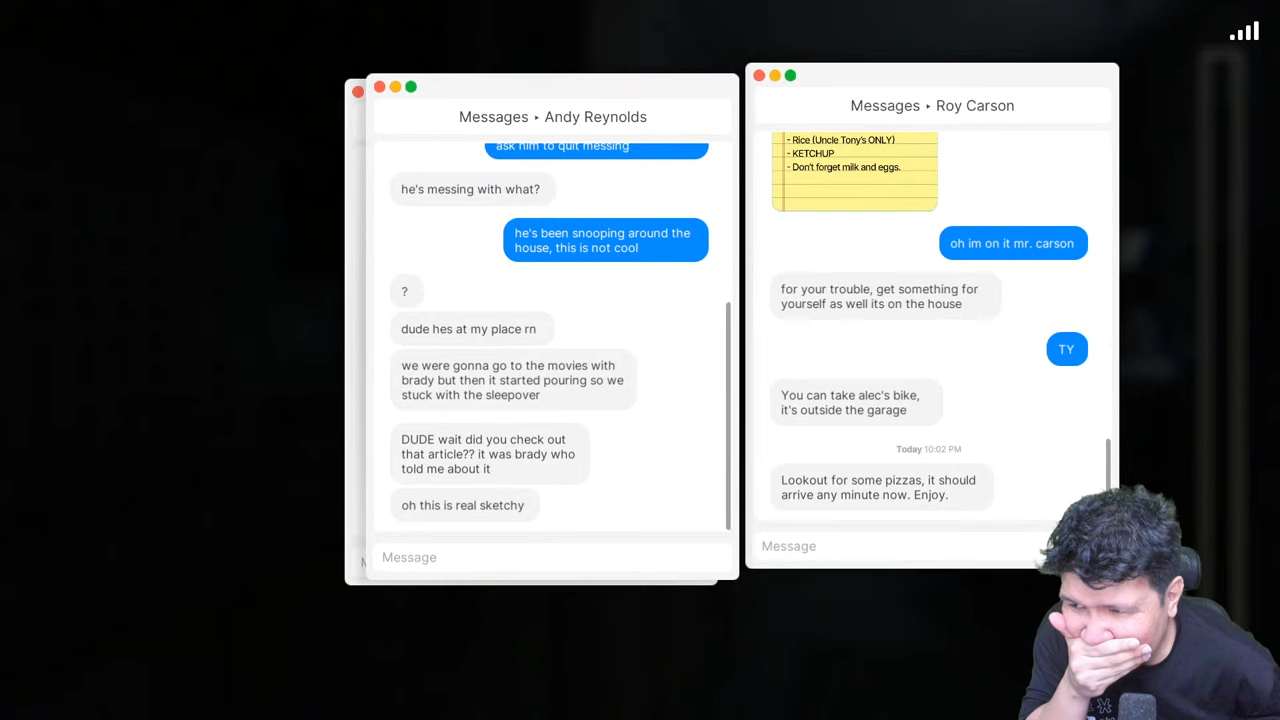 Messages ▸ Andy Reynolds
ask him to quit messing
he's messing with what?
he's been snooping around the
house, this is not cool
?
dude hes at my place rn
we were gonna go to the movies with
brady but then it started pouring so we
stuck with the sleepover
DUDE wait did you check out
that article?? it was brady who
told me about it
oh this is real sketchy
Message
Messages ▸ Roy Carson
- Rice (Uncle Tony's ONLY)
- KETCHUP
- Don't forget milk and eggs.
oh im on it mr. carson
for your trouble, get something for
yourself as well its on the house
TY
You can take alec's bike,
it's outside the garage
Today 10:02 PM
Lookout for some pizzas, it should
arrive any minute now. Enjoy.
Message